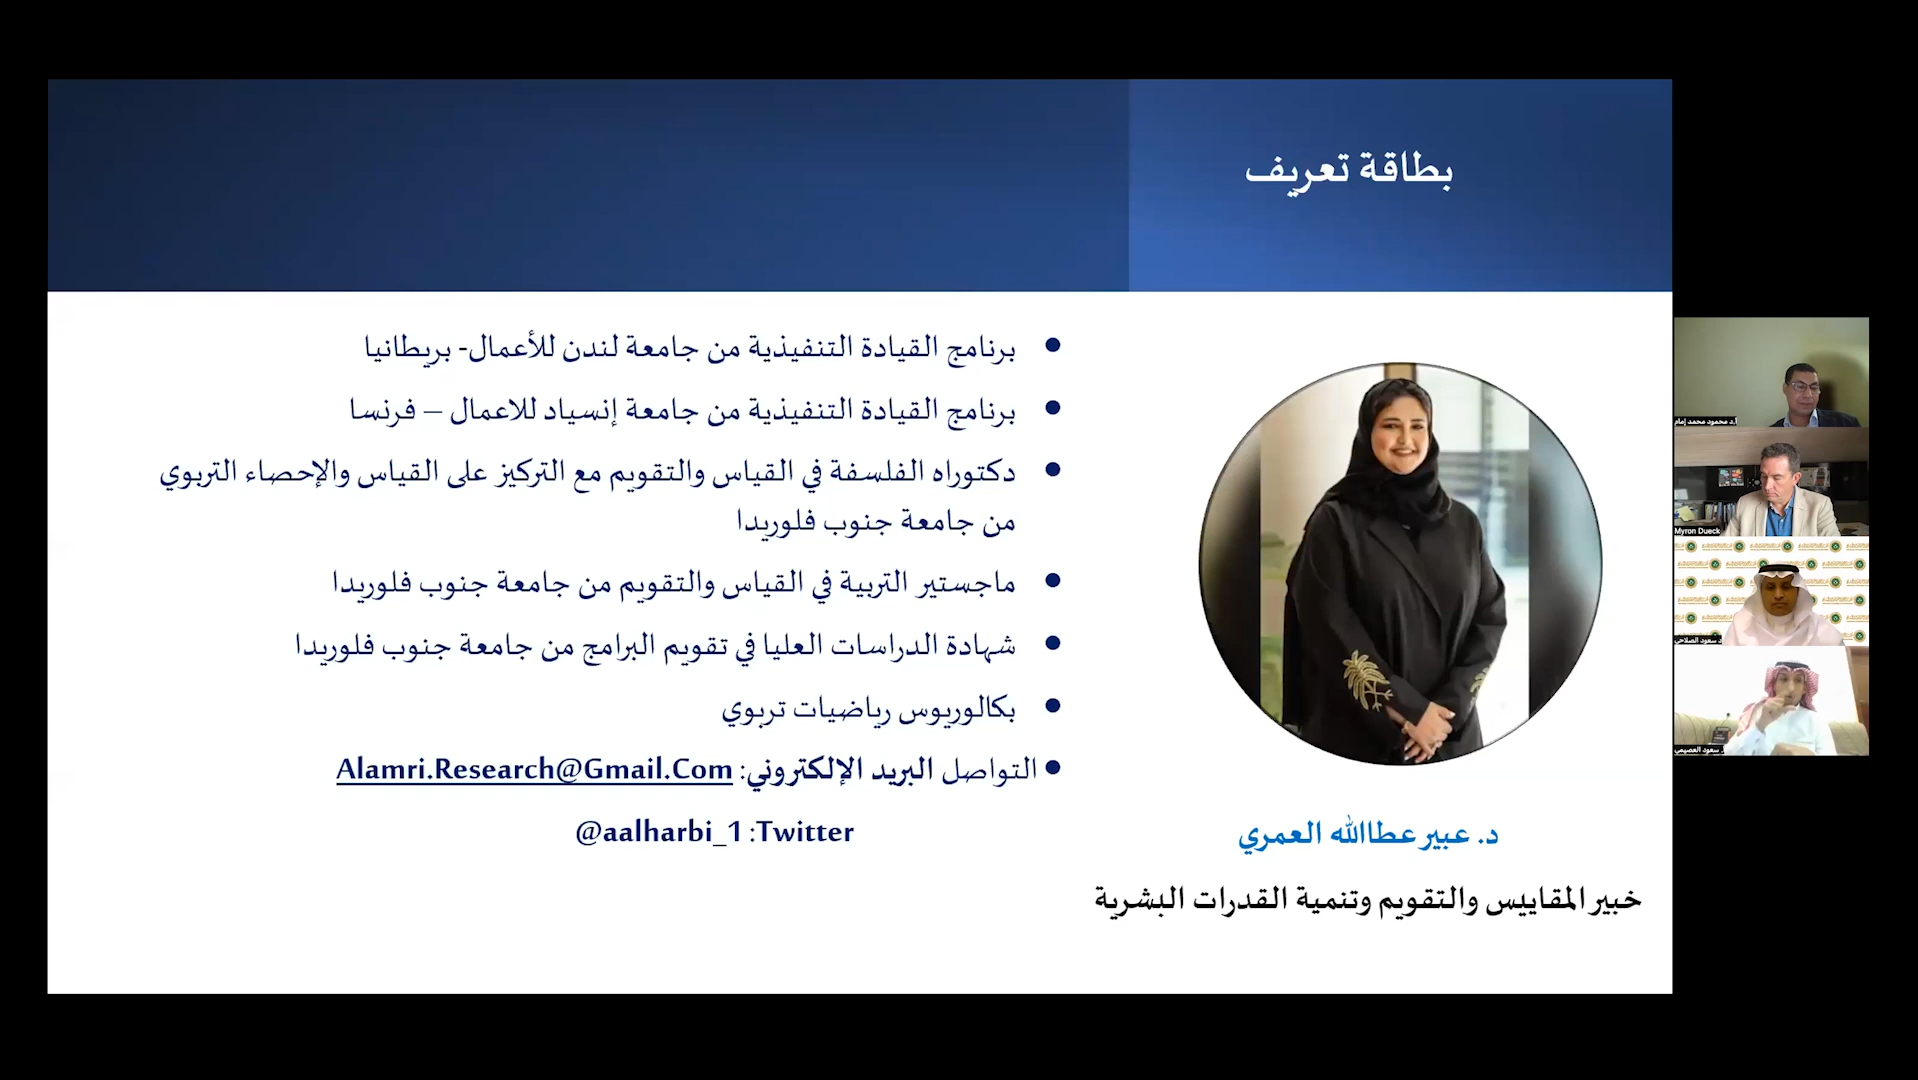 بطاقة تعريف
برنامج القيادة التنفيذية من جامعة لندن للأعمال- بريطانيا
برنامج القيادة التنفيذية من جامعة إنسياد للاعمال – فرنسا
دكتوراه الفلسفة في القياس والتقويم مع التركيز على القياس والإحصاء التربوي
من جامعة جنوب فلوريدا
ماجستير التربية في القياس والتقويم من جامعة جنوب فلوريدا
شهادة الدراسات العليا في تقويم البرامج من جامعة جنوب فلوريدا
بكالوريوس رياضيات تربوي
التواصل البريد الإلكتروني: Alamri.Research@Gmail.Com
Twitter: @aalharbi_1
د. عبير عطاالله العمري
خبير المقاييس والتقويم وتنمية القدرات البشرية
أ.د محمود محمد إمام
Myron Dueck
د سعود الصلاحي
سعود العصيمي